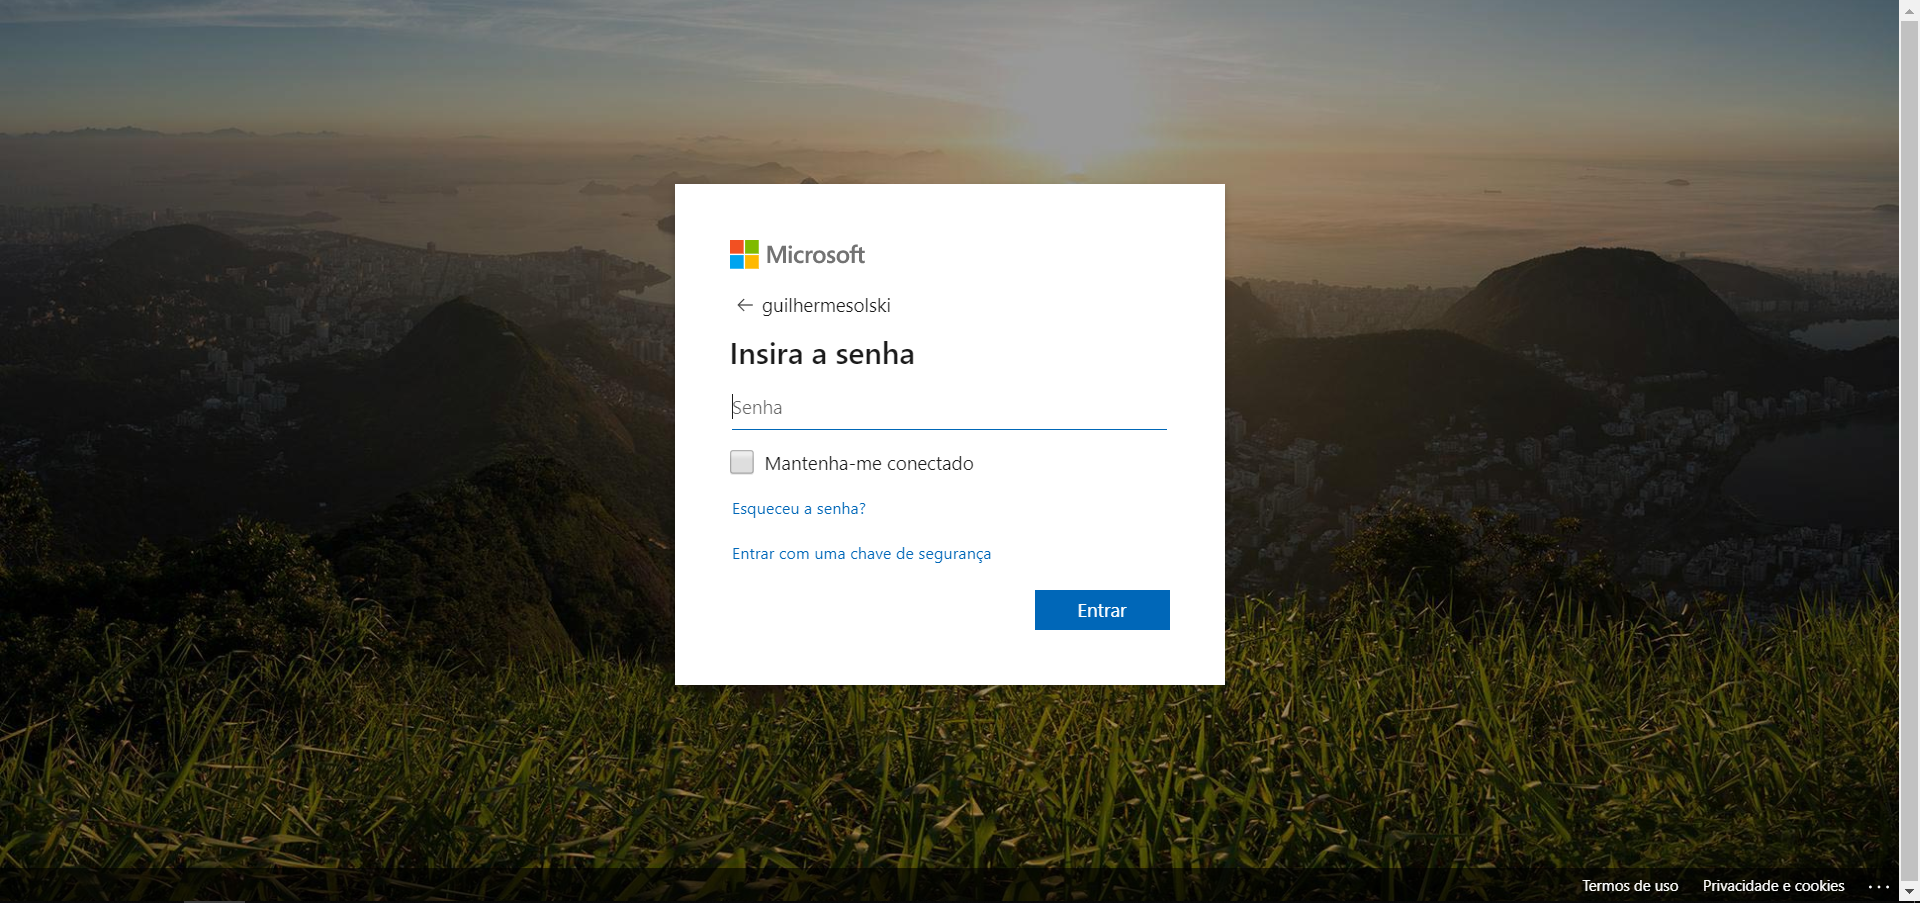 Microsoft
guilhermesolski
Insira a senha
Senha
Mantenha-me conectado
Esqueceu a senha?
Entrar com uma chave de segurança
Entrar
Termos de uso Privacidade e cookies ...